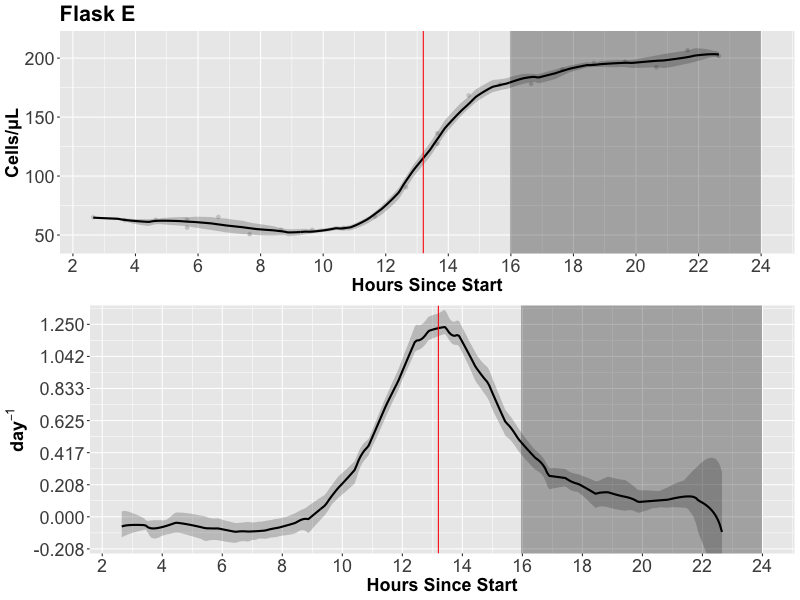 Flask E
Cells/µL
200
150
100
50
2 4 6 8 10 12 14 16 18 20 22 24
Hours Since Start
day⁻¹
1.250
1.042
0.833
0.625
0.417
0.208
0.000
-0.208
2 4 6 8 10 12 14 16 18 20 22 24
Hours Since Start